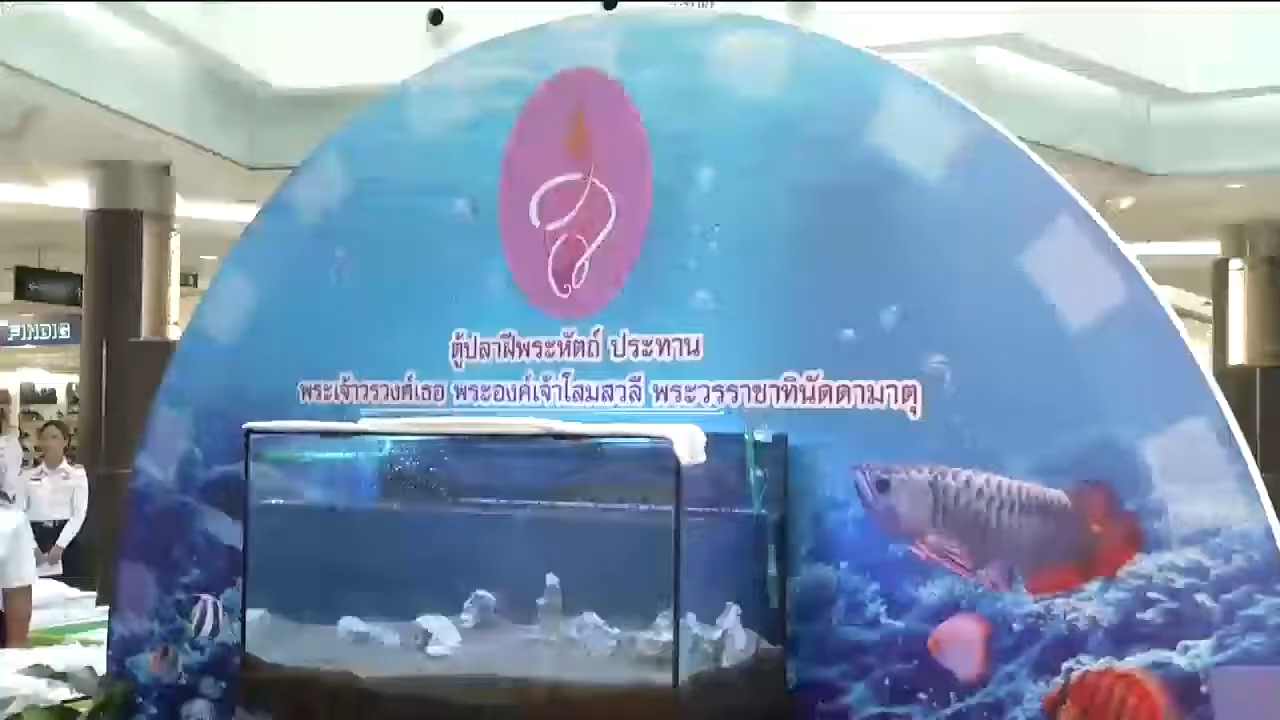 ตู้ปลาฝีพระหัตถ์ ประทาน
พระเจ้าวรวงศ์เธอ พระองค์เจ้าโสมสวลี พระวรราชาทินัดดามาตุ
FINDIG